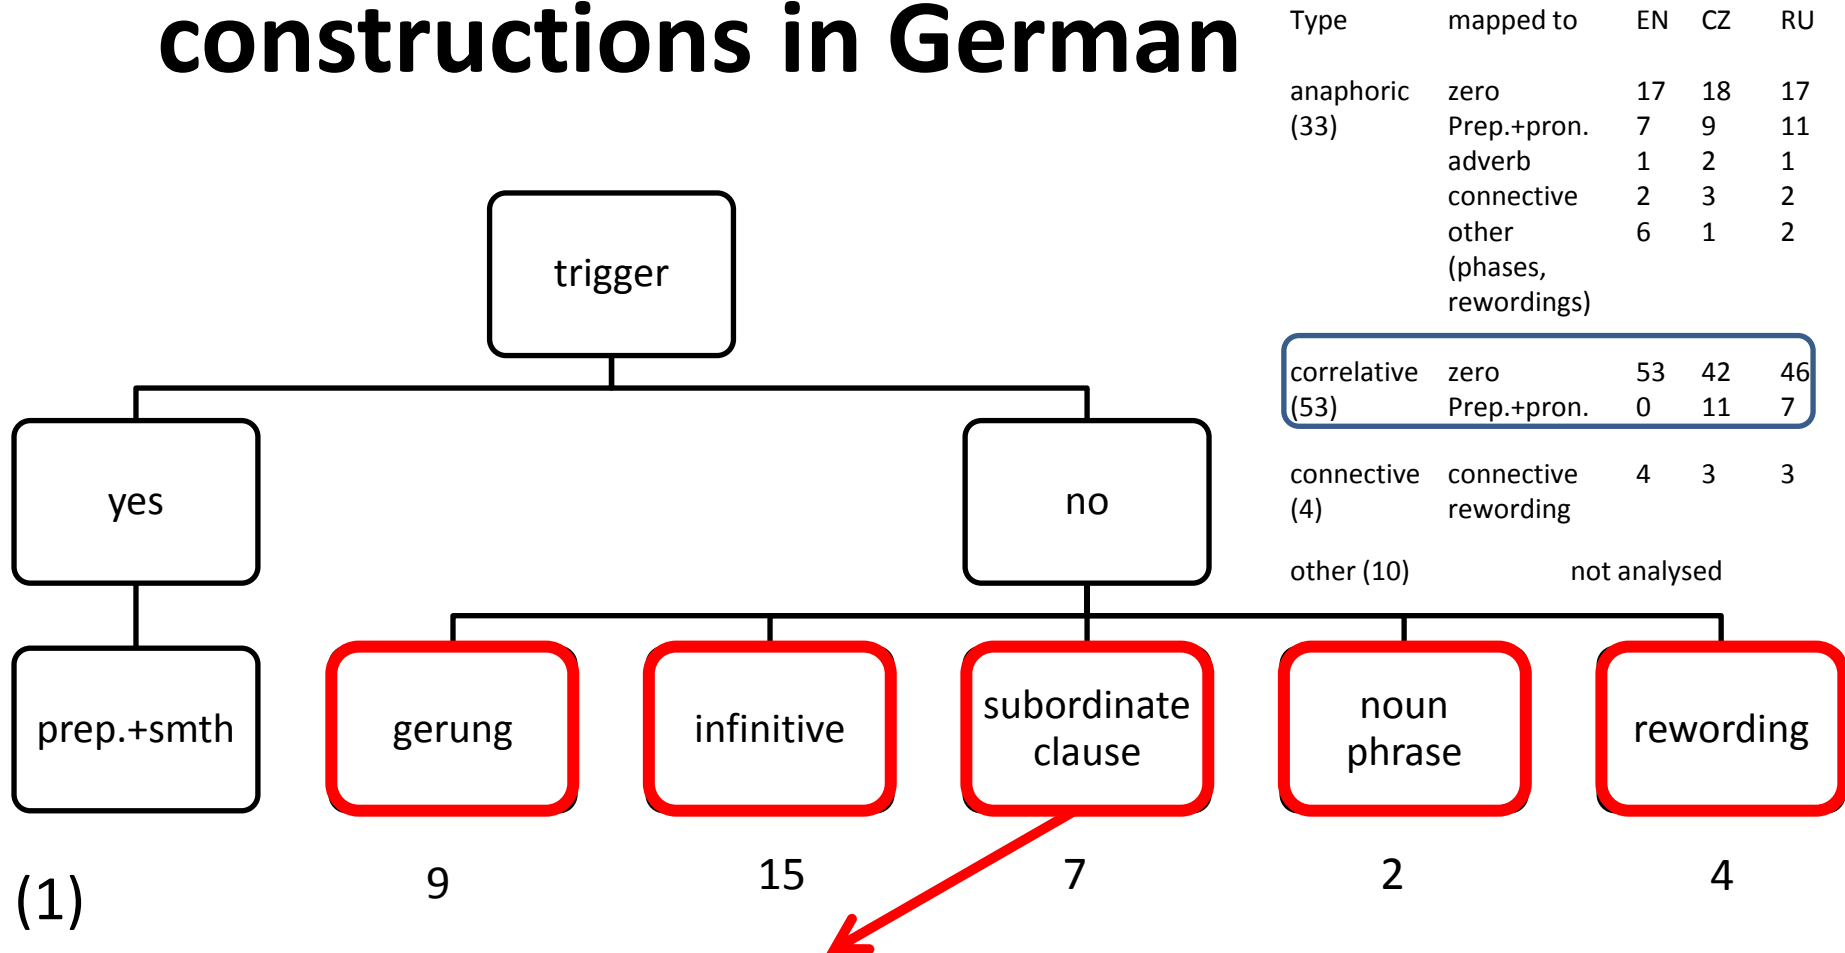 constructions in German
Type mapped to EN CZ RU
anaphoric zero 17 18 17
(33) Prep.+pron. 7 9 11
adverb 1 2 1
connective 2 3 2
other 6 1 2
(phases,
rewordings)
correlative zero 53 42 46
(53) Prep.+pron. 0 11 7
connective connective 4 3 3
(4) rewording
other (10) not analysed
trigger
yes no
prep.+smth gerung infinitive subordinate clause noun phrase rewording
(1) 9 15 7 2 4